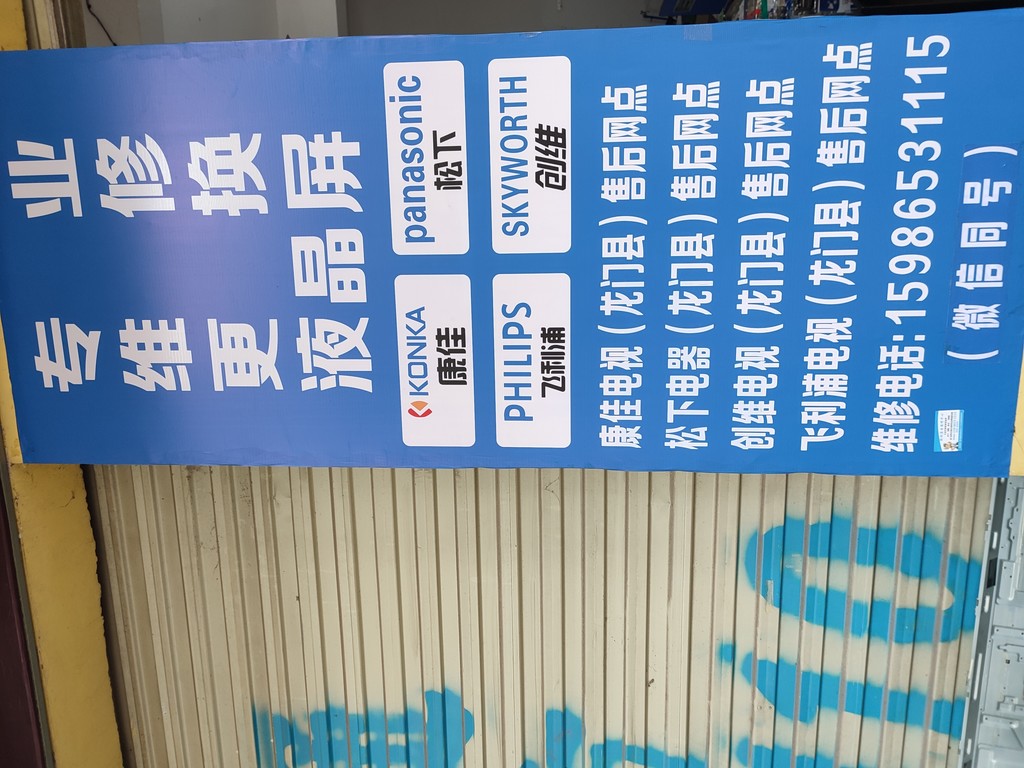 专业
维修
更换
液晶屏
KONKA
康佳
panasonic
松下
PHILIPS
飞利浦
SKYWORTH
创维
康佳电视(龙门县)售后网点
松下电器(龙门县)售后网点
创维电视(龙门县)售后网点
飞利浦电视(龙门县)售后网点
维修电话:15986531115
(微信同号)